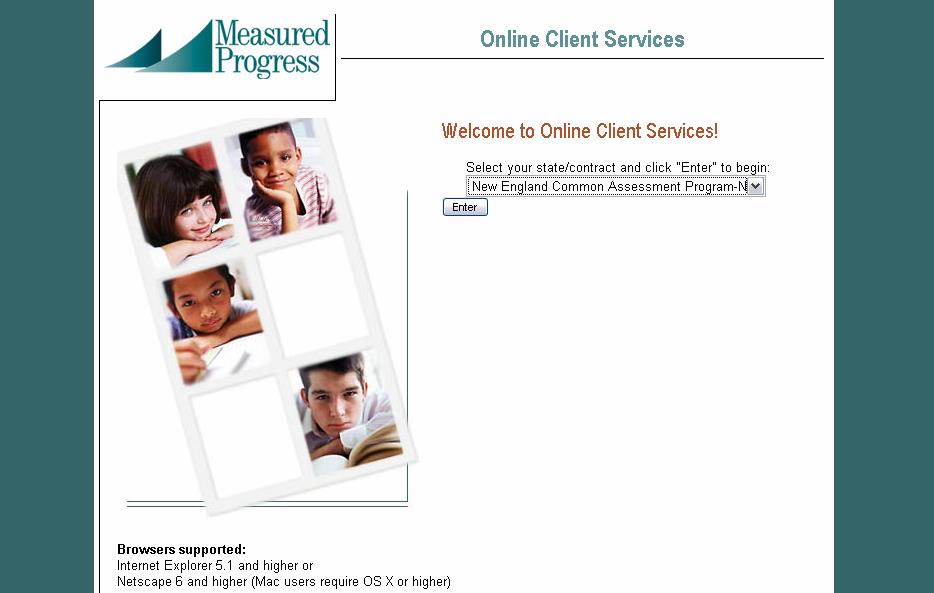 Measured
Progress
Online Client Services
Welcome to Online Client Services!
Select your state/contract and click "Enter" to begin:
New England Common Assessment Program-N
Enter
Browsers supported:
Internet Explorer 5.1 and higher or
Netscape 6 and higher (Mac users require OS X or higher)